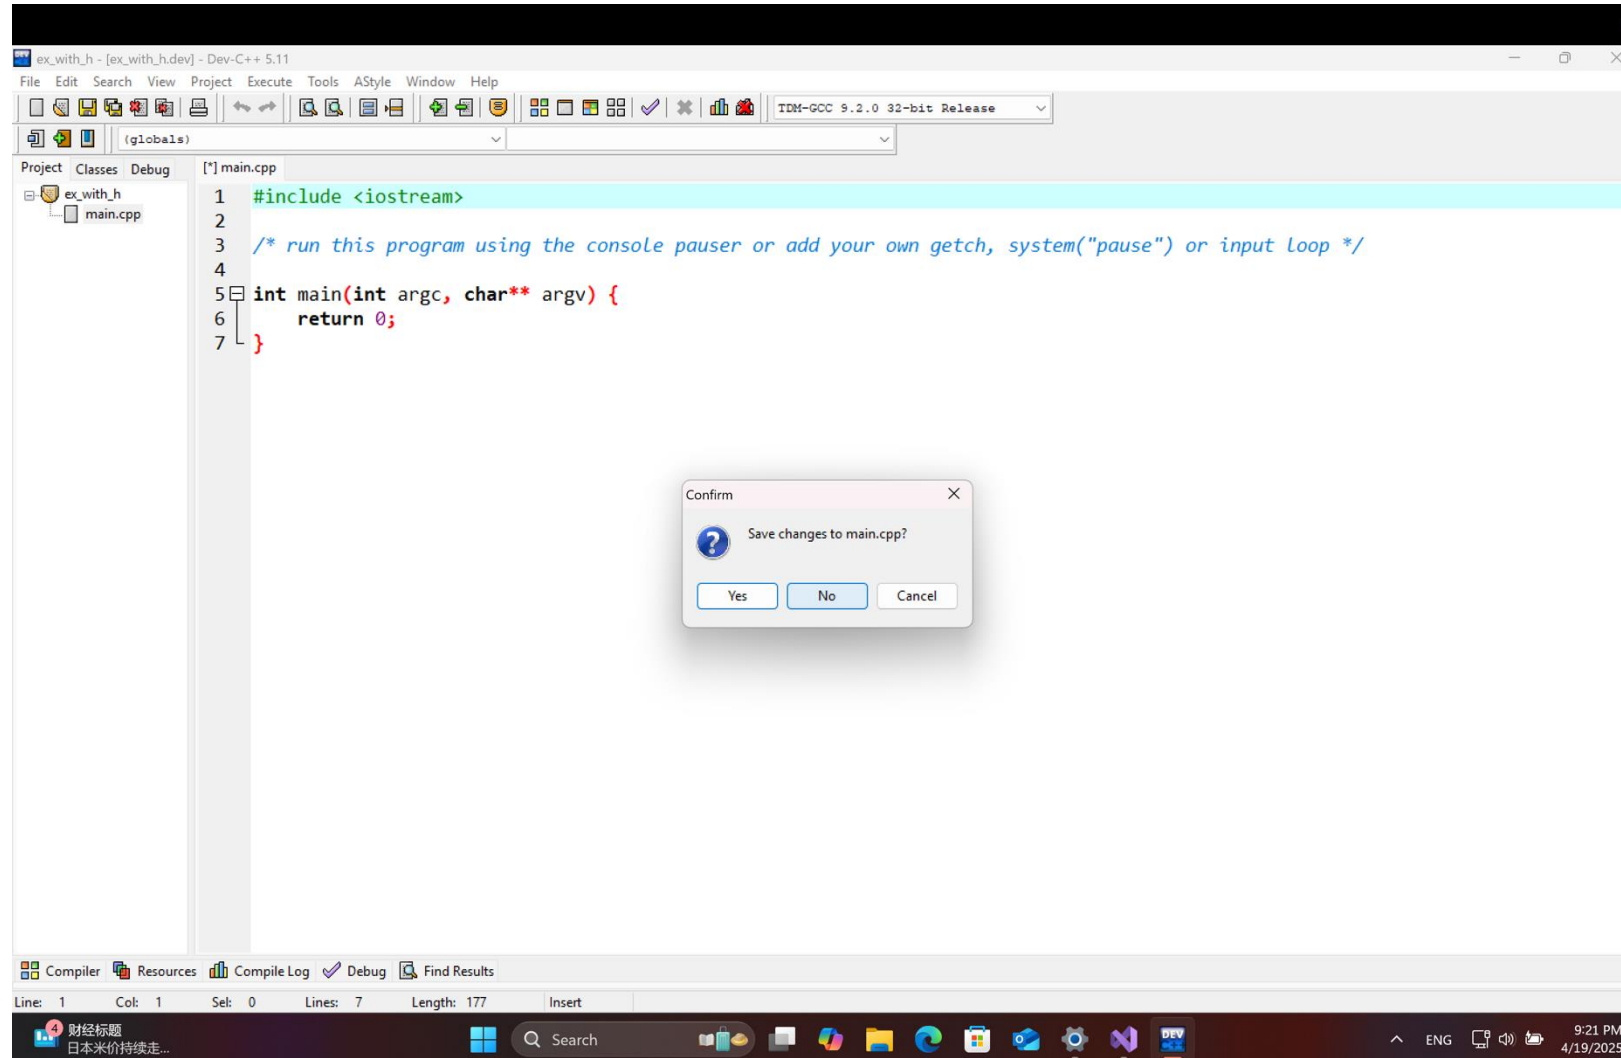 ex_with_h - [ex_with_h.dev] - Dev-C++ 5.11
File Edit Search View Project Execute Tools AStyle Window Help
TDM-GCC 9.2.0 32-bit Release
(globals)
Project Classes Debug [*] main.cpp
ex_with_h
main.cpp
1 #include <iostream>
2
3 /* run this program using the console pauser or add your own getch, system("pause") or input loop */
4
5 int main(int argc, char** argv) {
6 return 0;
7 }
Confirm
Save changes to main.cpp?
Yes No Cancel
Compiler Resources Compile Log Debug Find Results
Line: 1 Col: 1 Sel: 0 Lines: 7 Length: 177 Insert
4 财经标题
日本米价持续走...
Search
DEV
ENG
9:21 PM
4/19/2025